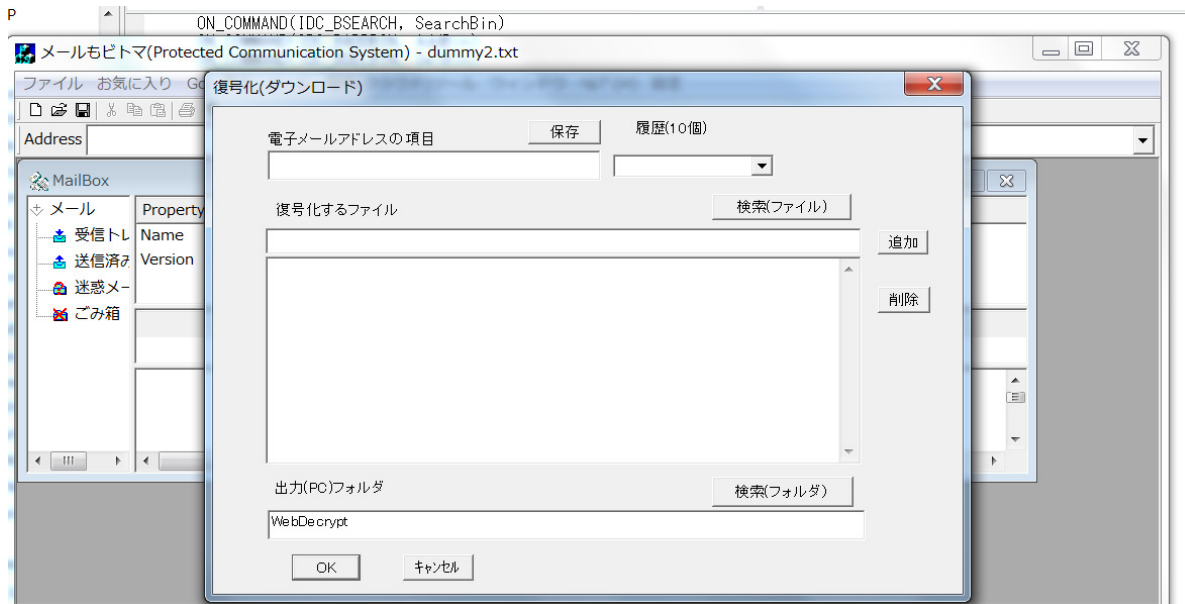 P
ON_COMMAND(IDC_BSEARCH, SearchBin)
メールもビトマ(Protected Communication System) - dummy2.txt
ファイル お気に入り Go
復号化(ダウンロード)
Address
電子メールアドレスの項目
保存
履歴(10個)
MailBox
メール
Property
復号化するファイル
検索(ファイル)
受信トレ
Name
追加
送信済み
Version
迷惑メー
削除
ごみ箱
出力(PC)フォルダ
検索(フォルダ)
WebDecrypt
OK
キャンセル